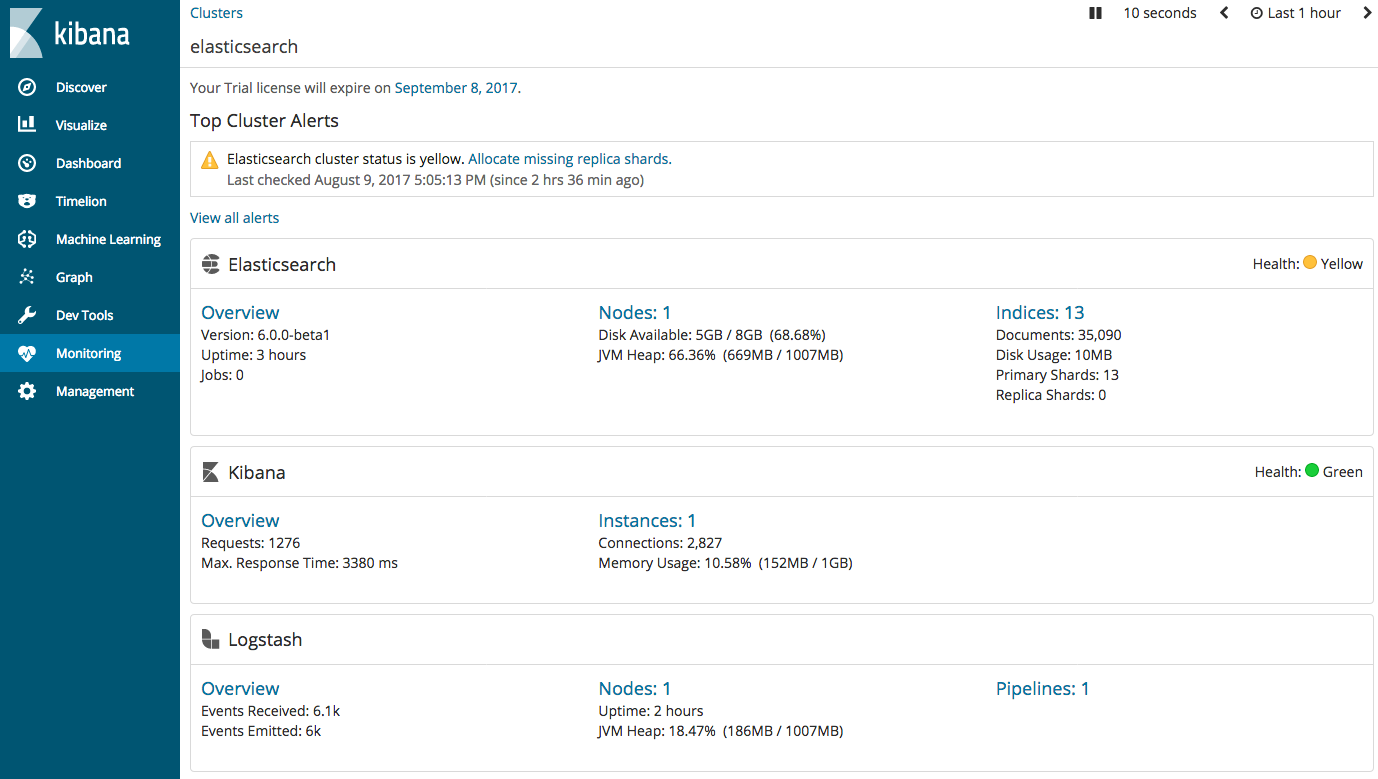 kibana
Discover
Visualize
Dashboard
Timelion
Machine Learning
Graph
Dev Tools
Monitoring
Management
Clusters
10 seconds
Last 1 hour
elasticsearch
Your Trial license will expire on September 8, 2017.
Top Cluster Alerts
Elasticsearch cluster status is yellow. Allocate missing replica shards.
Last checked August 9, 2017 5:05:13 PM (since 2 hrs 36 min ago)
View all alerts
Elasticsearch
Health: Yellow
Overview
Version: 6.0.0-beta1
Uptime: 3 hours
Jobs: 0
Nodes: 1
Disk Available: 5GB / 8GB (68.68%)
JVM Heap: 66.36% (669MB / 1007MB)
Indices: 13
Documents: 35,090
Disk Usage: 10MB
Primary Shards: 13
Replica Shards: 0
Kibana
Health: Green
Overview
Requests: 1276
Max. Response Time: 3380 ms
Instances: 1
Connections: 2,827
Memory Usage: 10.58% (152MB / 1GB)
Logstash
Overview
Events Received: 6.1k
Events Emitted: 6k
Nodes: 1
Uptime: 2 hours
JVM Heap: 18.47% (186MB / 1007MB)
Pipelines: 1